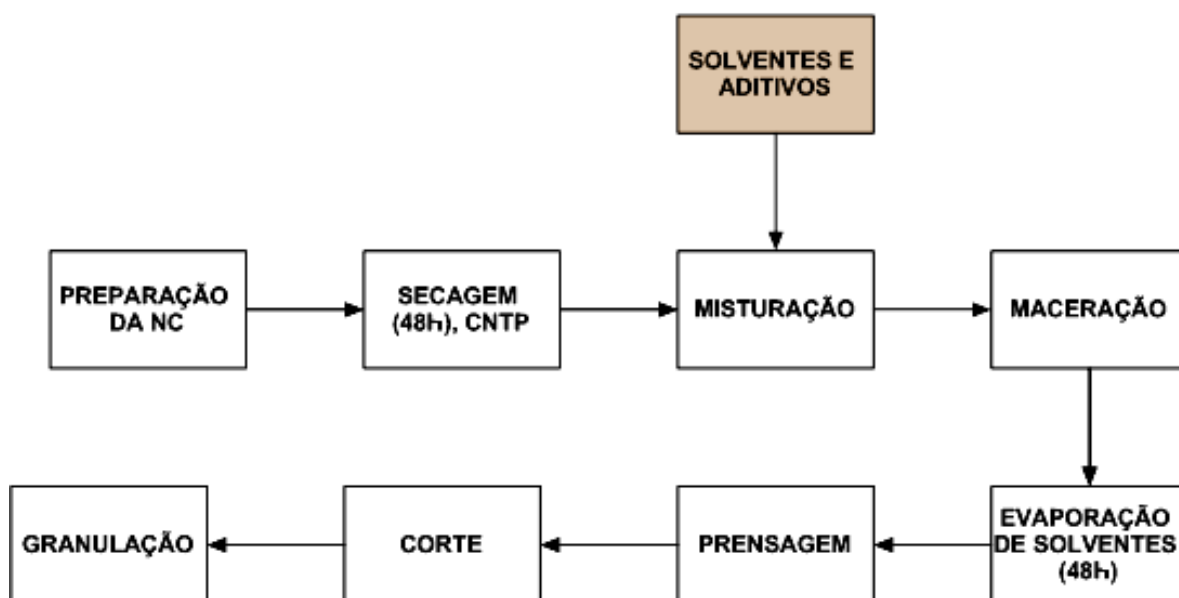 SOLVENTES E
ADITIVOS
PREPARAÇÃO
DA NC
SECAGEM
(48h), CNTP
MISTURAÇÃO
MACERAÇÃO
EVAPORAÇÃO
DE SOLVENTES
(48h)
PRENSAGEM
CORTE
GRANULAÇÃO